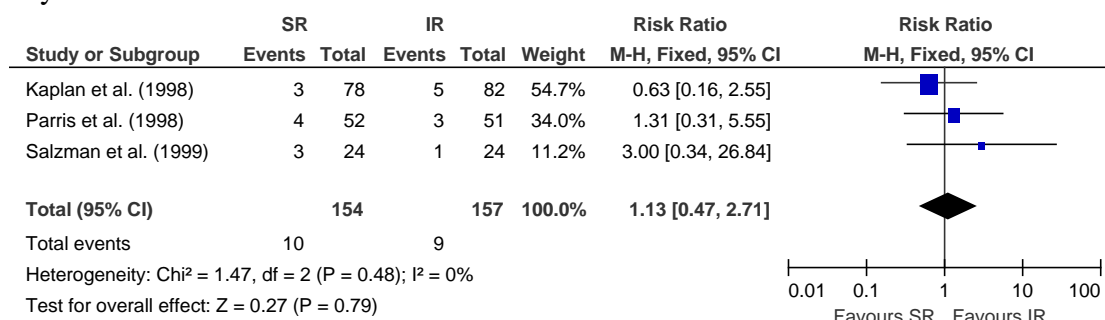 SR IR Risk Ratio Risk Ratio
Study or Subgroup Events Total Events Total Weight M-H, Fixed, 95% CI M-H, Fixed, 95% CI
Kaplan et al. (1998) 3 78 5 82 54.7% 0.63 [0.16, 2.55]
Parris et al. (1998) 4 52 3 51 34.0% 1.31 [0.31, 5.55]
Salzman et al. (1999) 3 24 1 24 11.2% 3.00 [0.34, 26.84]
Total (95% CI) 154 157 100.0% 1.13 [0.47, 2.71]
Total events 10 9
Heterogeneity: Chi² = 1.47, df = 2 (P = 0.48); I² = 0%
Test for overall effect: Z = 0.27 (P = 0.79)
0.01 0.1 1 10 100
Favours SR Favours IR